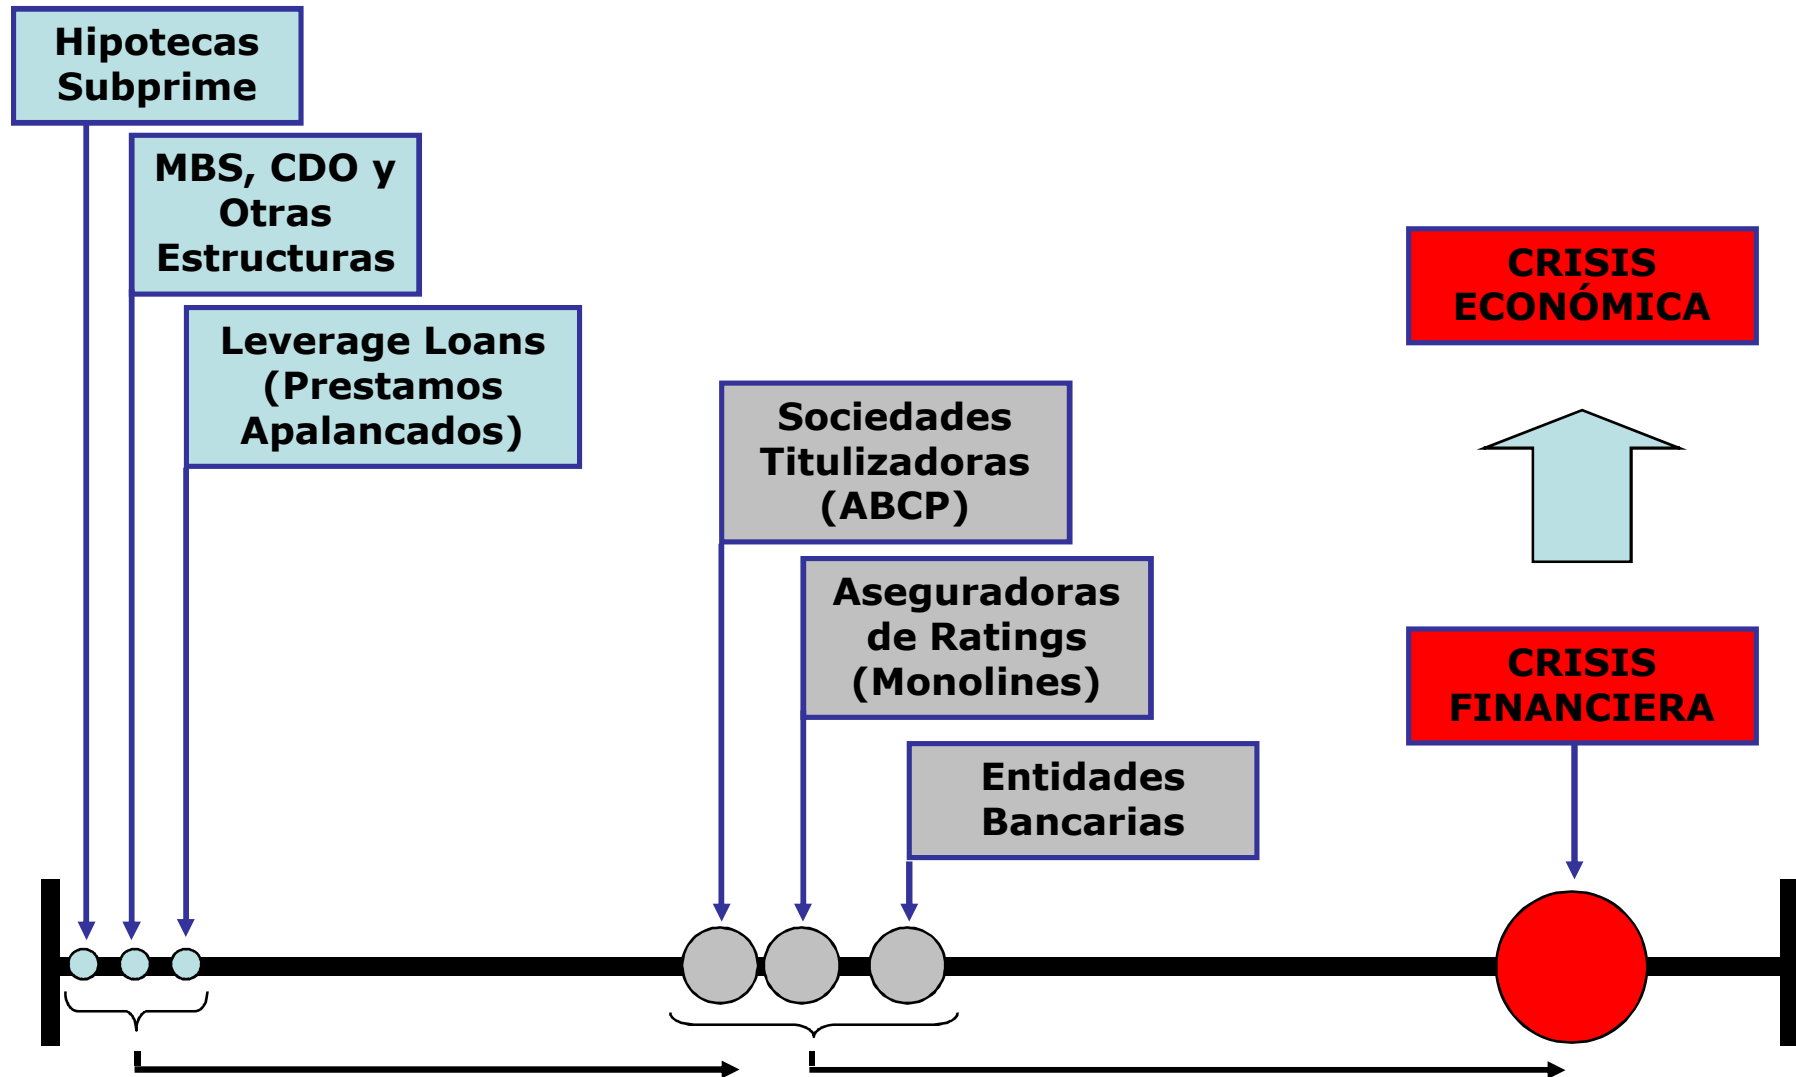 Hipotecas
Subprime
MBS, CDO y
Otras
Estructuras
Leverage Loans
(Prestamos
Apalancados)
Sociedades
Titulizadoras
(ABCP)
Aseguradoras
de Ratings
(Monolines)
Entidades
Bancarias
CRISIS
ECONÓMICA
CRISIS
FINANCIERA